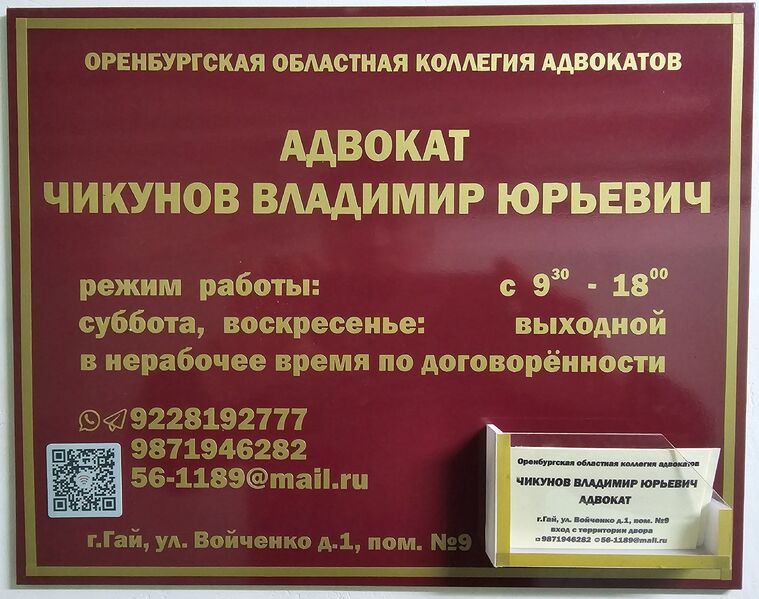 ОРЕНБУРГСКАЯ ОБЛАСТНАЯ КОЛЛЕГИЯ АДВОКАТОВ
АДВОКАТ
ЧИКУНОВ ВЛАДИМИР ЮРЬЕВИЧ
режим работы: с 9³⁰ - 18⁰⁰
суббота, воскресенье: выходной
в нерабочее время по договорённости
9228192777
9871946282
56-1189@mail.ru
г.Гай, ул. Войченко д.1, пом. №9
Оренбургская областная коллегия адвокатов
ЧИКУНОВ ВЛАДИМИР ЮРЬЕВИЧ
АДВОКАТ
г.Гай, ул. Войченко д.1, пом. №9
вход с территории двора
9871946282 56-1189@mail.ru